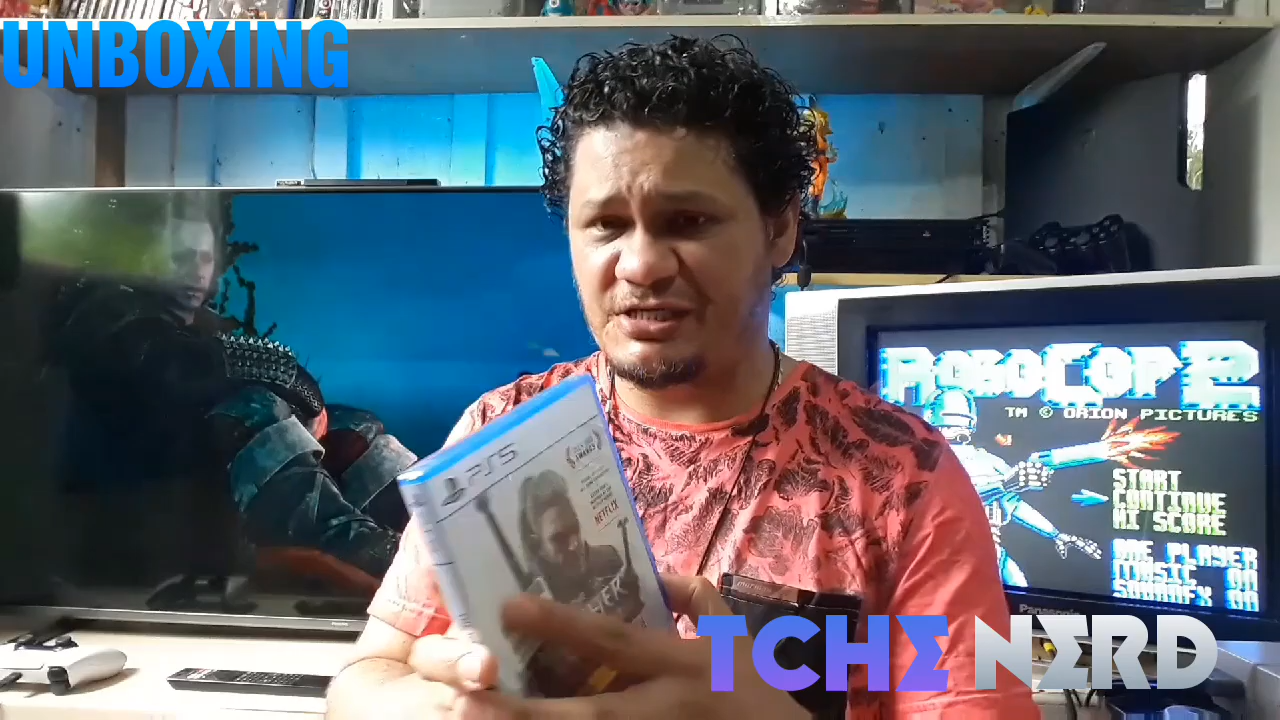 UNBOXING
PS5
NETFLIX
ROBOCOP 2
TM © ORION PICTURES
START
CONTINUE
HI SCORE
ONE PLAYER
MUSIC ON
SOUNDFX ON
Panasonic
TCHE NERD